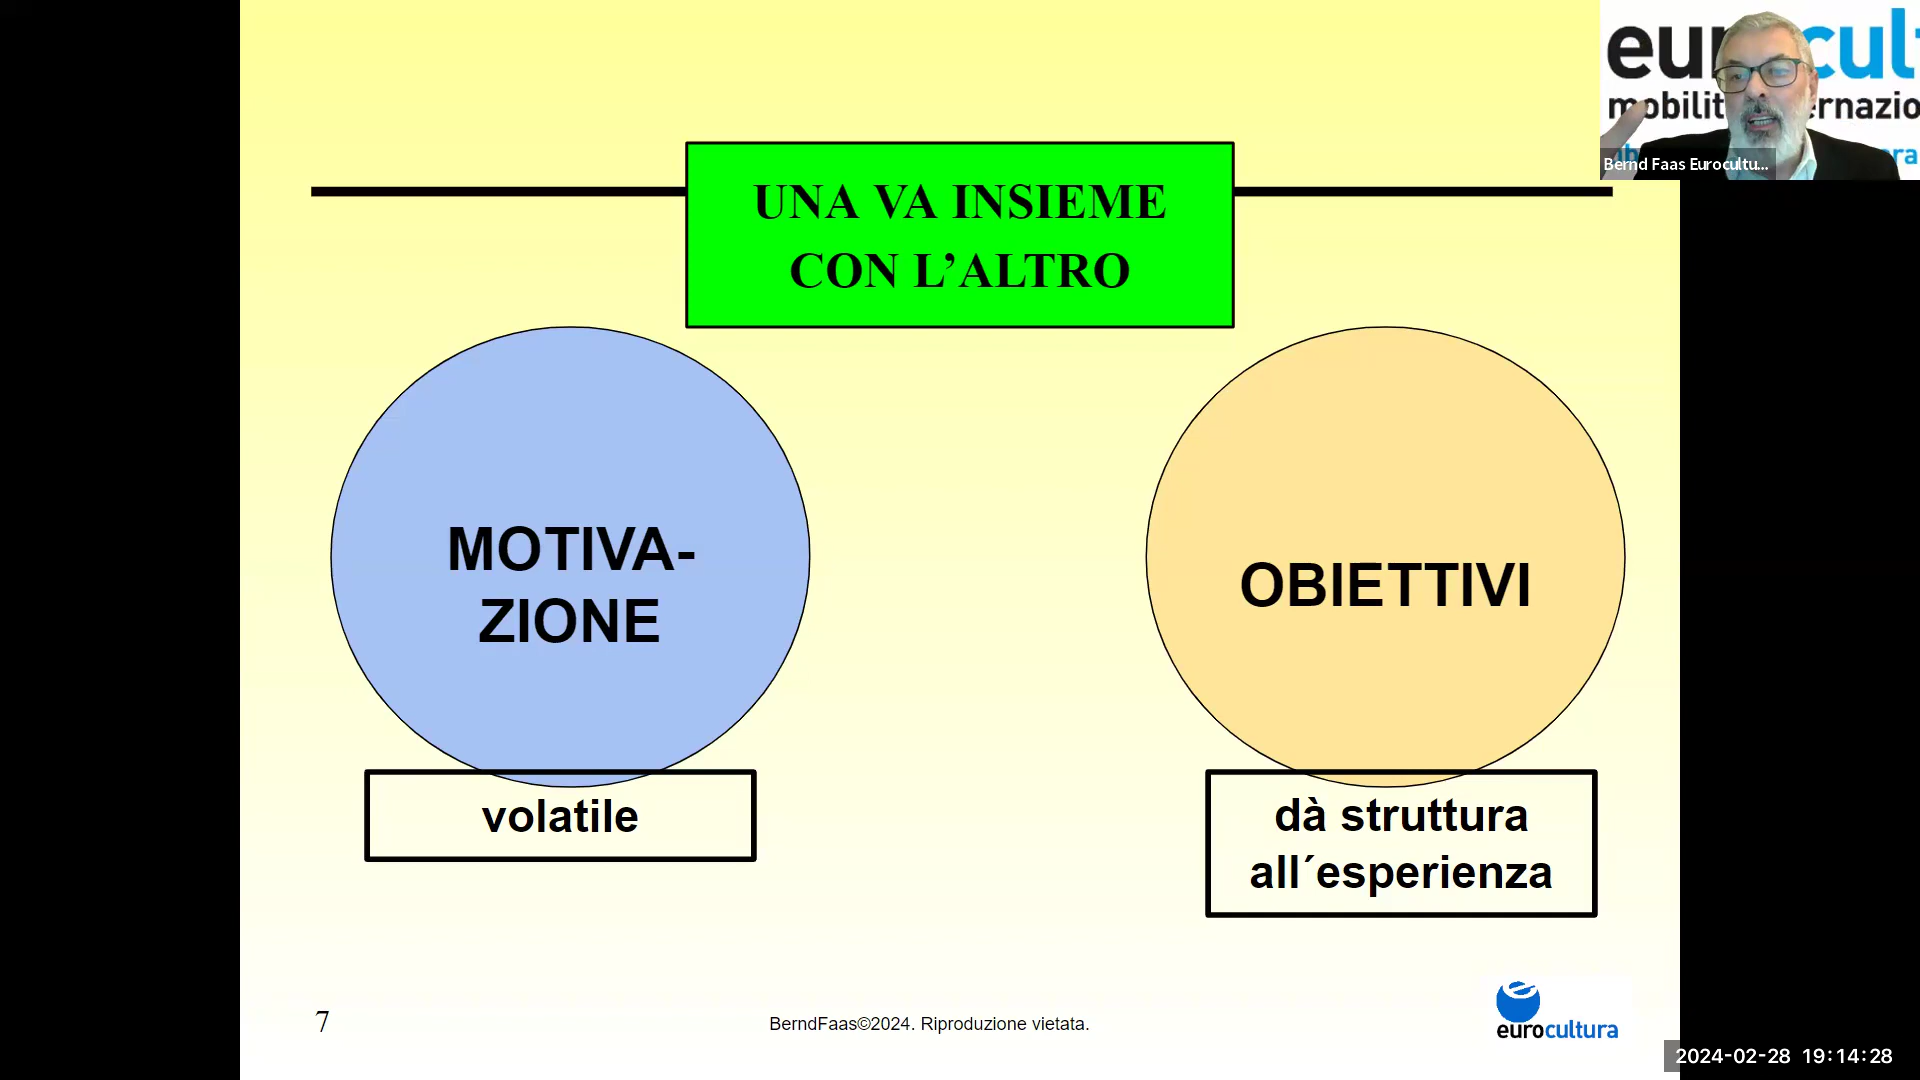 UNA VA INSIEME
CON L’ALTRO
MOTIVA-
ZIONE
OBIETTIVI
volatile
dà struttura
all´esperienza
7
BerndFaas©2024. Riproduzione vietata.
eurocultura
Bernd Faas Eurocultu...
2024-02-28 19:14:28